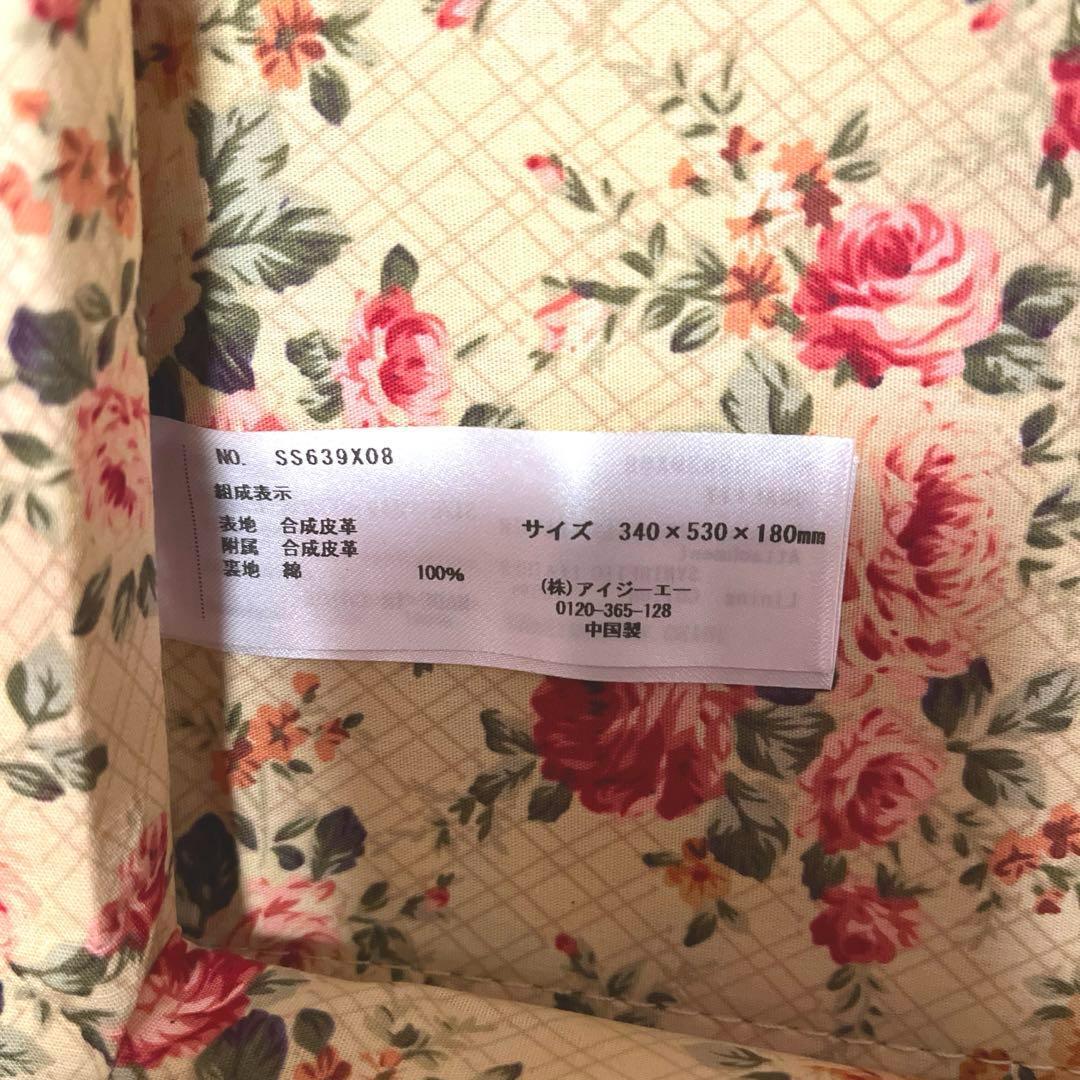 NO. SS639X08
組成表示
表地 合成皮革
附属 合成皮革
裏地 綿 100%
サイズ 340×530×180mm
(株)アイジーエー
0120-365-128
中国製